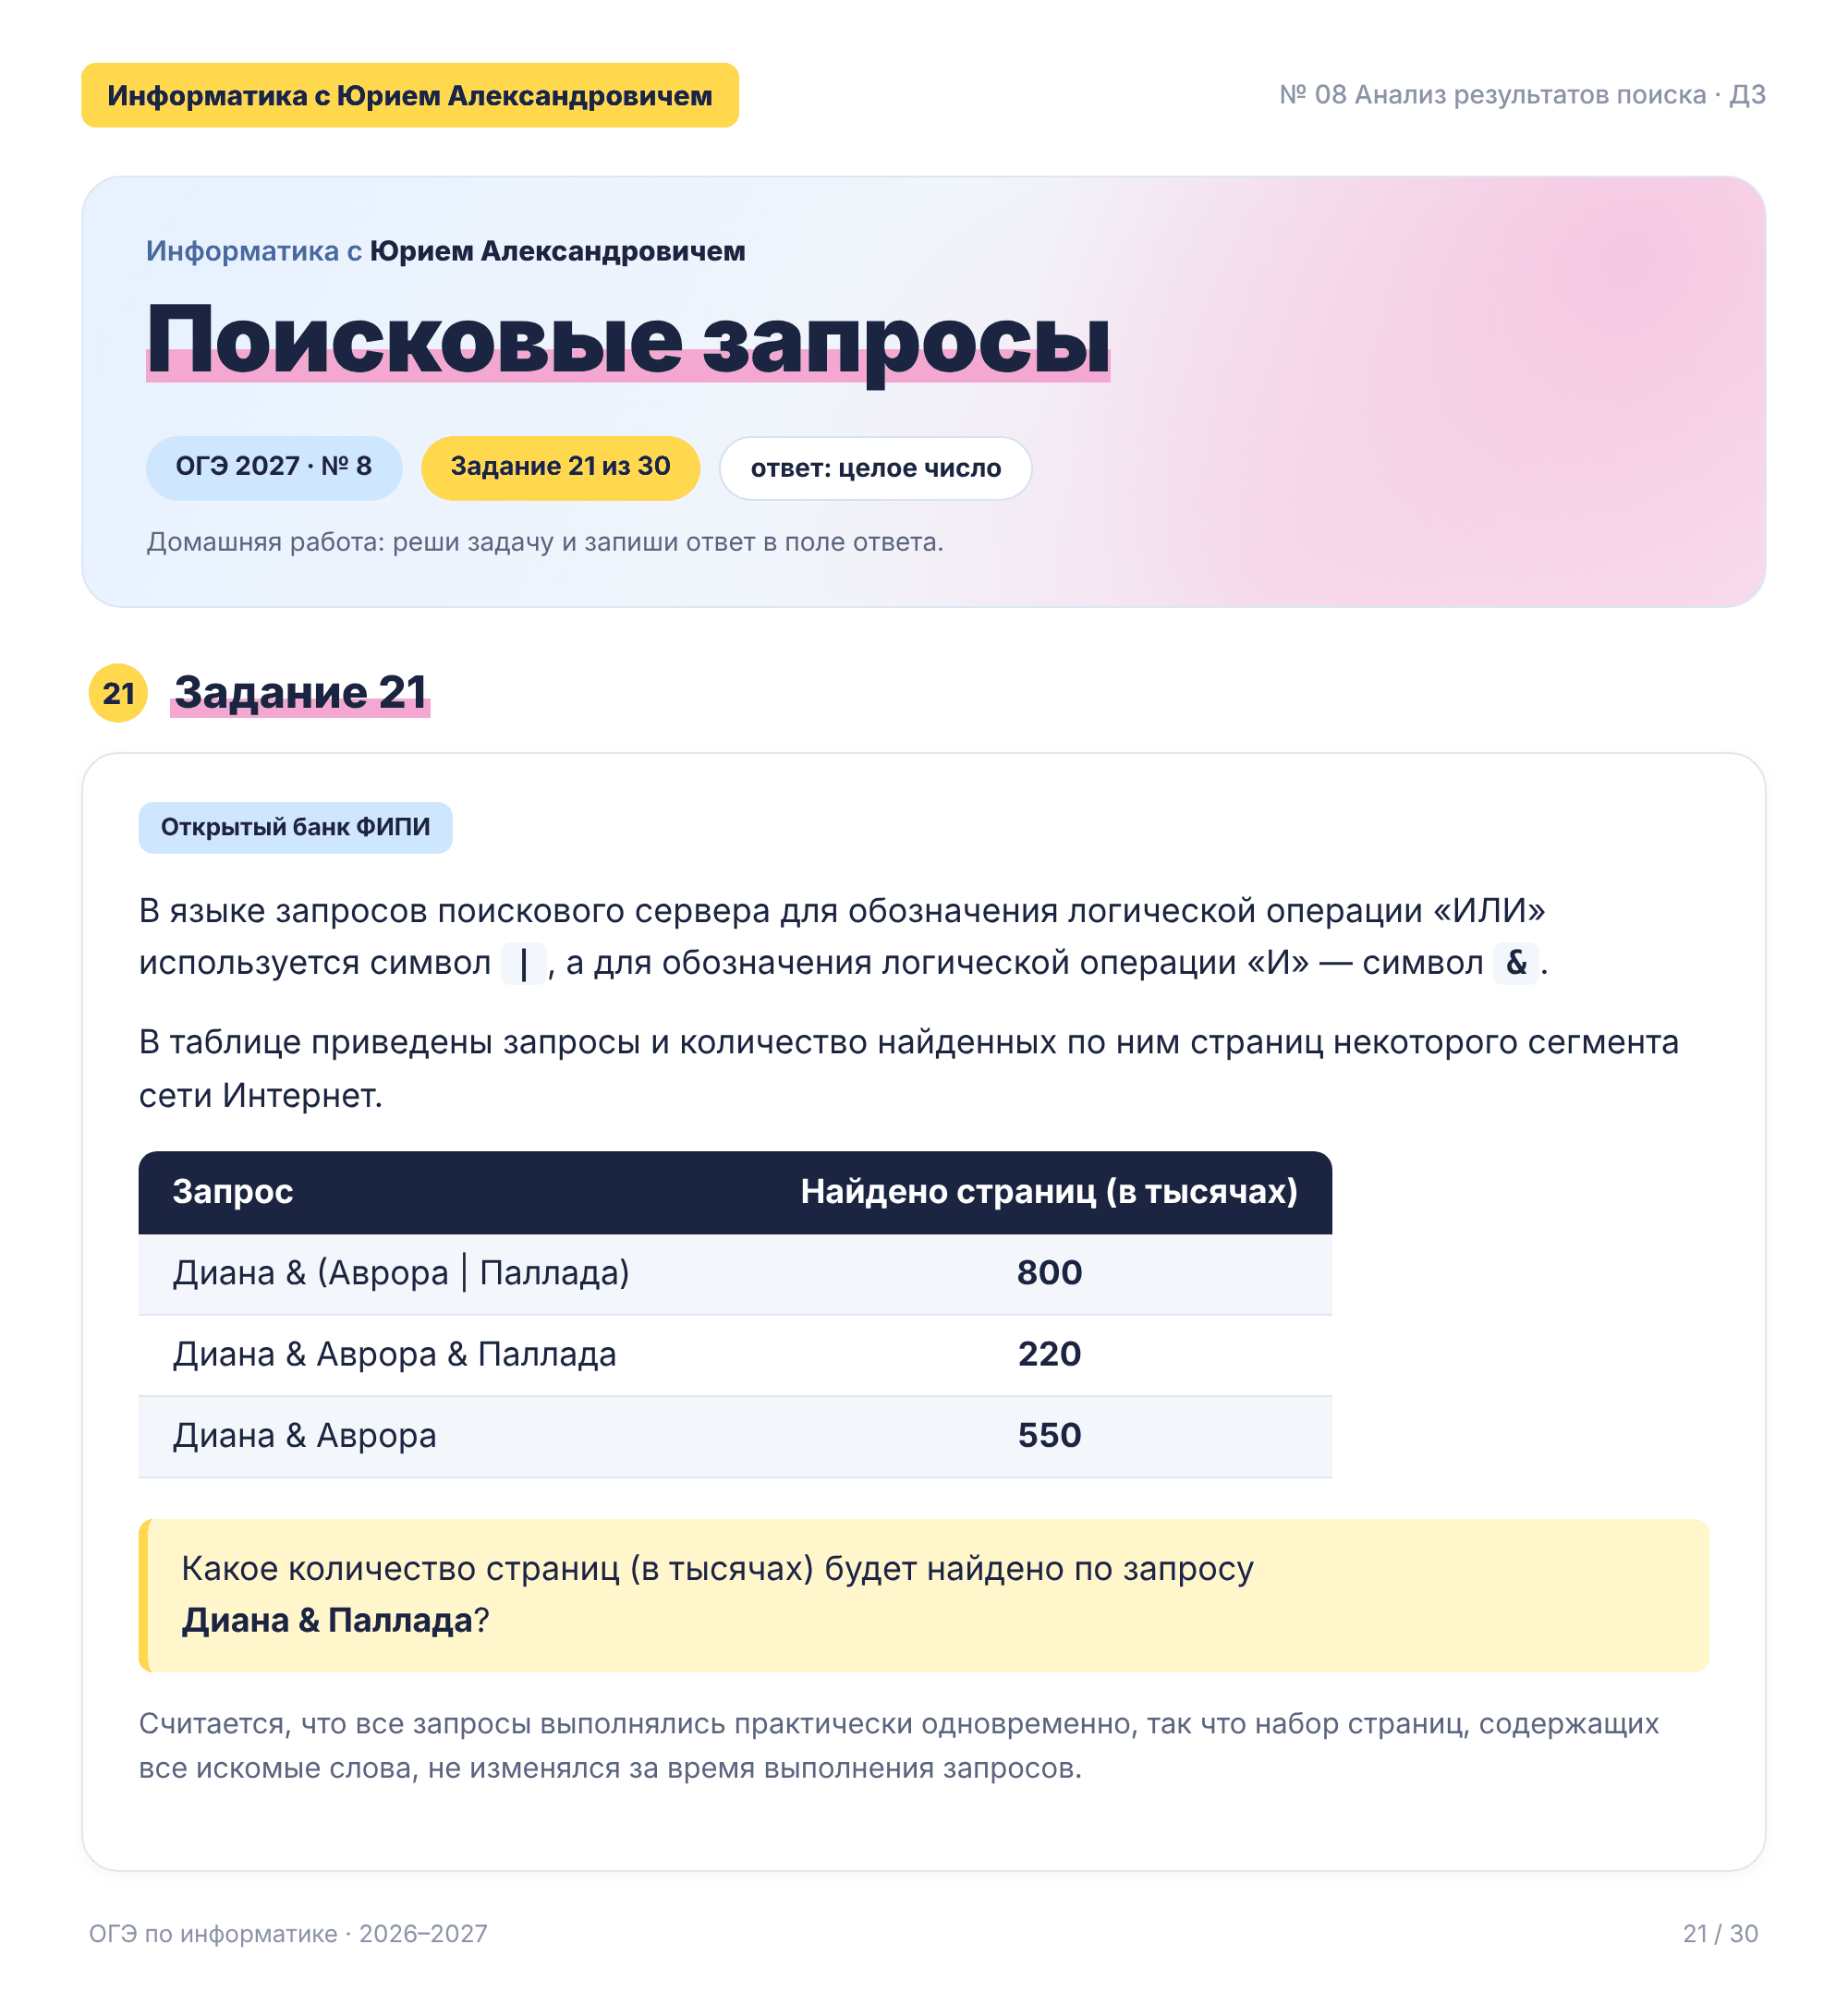 Информатика с Юрием Александровичем
№ 08 Анализ результатов поиска · ДЗ
Информатика с Юрием Александровичем
Поисковые запросы
ОГЭ 2027 · № 8
Задание 21 из 30
ответ: целое число
Домашняя работа: реши задачу и запиши ответ в поле ответа.
21 Задание 21
Открытый банк ФИПИ
В языке запросов поискового сервера для обозначения логической операции «ИЛИ»
используется символ |, а для обозначения логической операции «И» — символ &.
В таблице приведены запросы и количество найденных по ним страниц некоторого сегмента
сети Интернет.
Запрос Найдено страниц (в тысячах)
Диана & (Аврора | Паллада) 800
Диана & Аврора & Паллада 220
Диана & Аврора 550
Какое количество страниц (в тысячах) будет найдено по запросу
Диана & Паллада?
Считается, что все запросы выполнялись практически одновременно, так что набор страниц, содержащих
все искомые слова, не изменялся за время выполнения запросов.
ОГЭ по информатике · 2026–2027
21 / 30